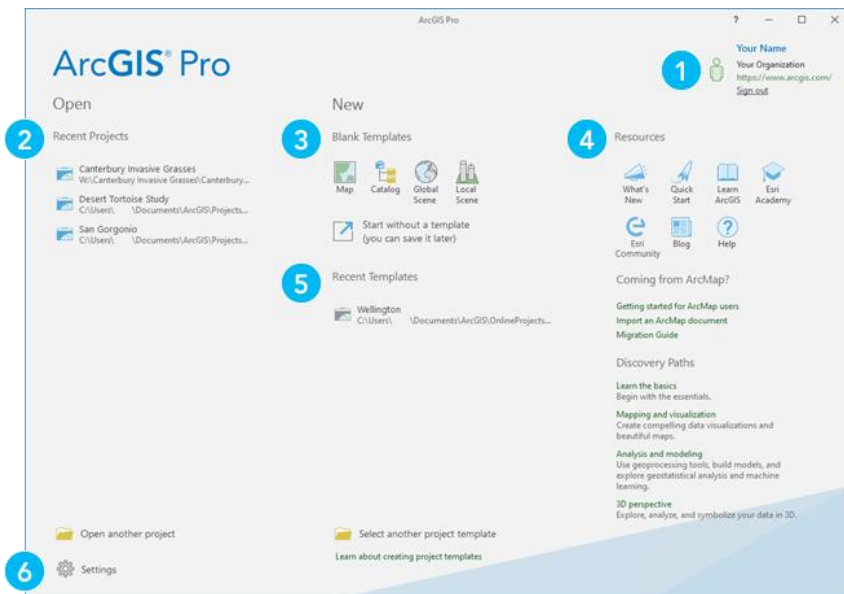 ArcGIS Pro
?
ArcGIS® Pro
1
Your Name
Your Organization
https://www.arcgis.com/
Sign out
Open
2
Recent Projects
Canterbury Invasive Grasses
W:\Canterbury Invasive Grasses\Canterbury...
Desert Tortoise Study
C:\Users\ \Documents\ArcGIS\Projects...
San Gorgonio
C:\Users\ \Documents\ArcGIS\Projects...
Open another project
6
Settings
New
3
Blank Templates
Map
Catalog
Global
Scene
Local
Scene
Start without a template
(you can save it later)
5
Recent Templates
Wellington
C:\Users\ \Documents\ArcGIS\OnlineProjects...
Select another project template
Learn about creating project templates
4
Resources
What's
New
Quick
Start
Learn
ArcGIS
Esri
Academy
Esri
Community
Blog
Help
Coming from ArcMap?
Getting started for ArcMap users
Import an ArcMap document
Migration Guide
Discovery Paths
Learn the basics
Begin with the essentials.
Mapping and visualization
Create compelling data visualizations and
beautiful maps.
Analysis and modeling
Use geoprocessing tools, build models, and
explore geostatistical analysis and machine
learning.
3D perspective
Explore, analyze, and symbolize your data in 3D.